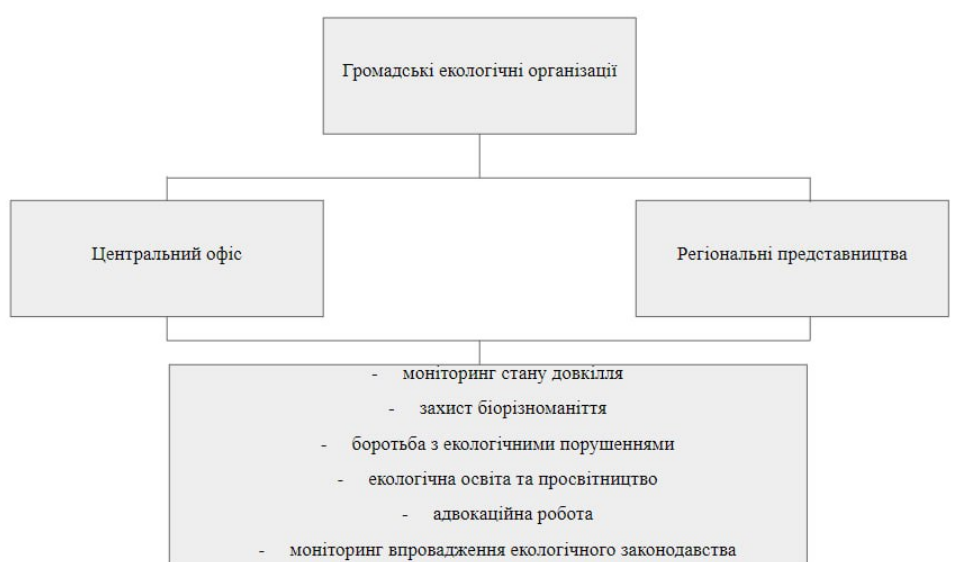 Громадські екологічні організації
Центральний офіс
Регіональні представництва
- моніторинг стану довкілля
- захист біорізноманіття
- боротьба з екологічними порушеннями
- екологічна освіта та просвітництво
- адвокаційна робота
- моніторинг впровадження екологічного законодавства